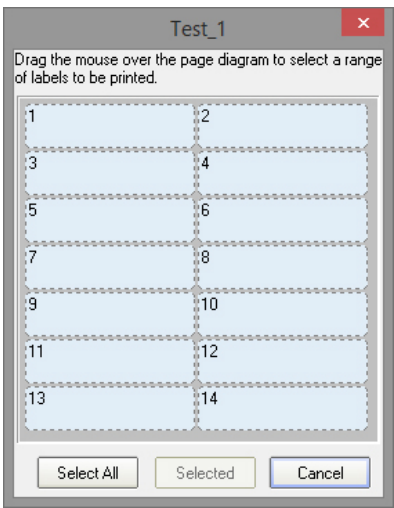 Test_1
Drag the mouse over the page diagram to select a range
of labels to be printed.
1 2
3 4
5 6
7 8
9 10
11 12
13 14
Select All Selected Cancel